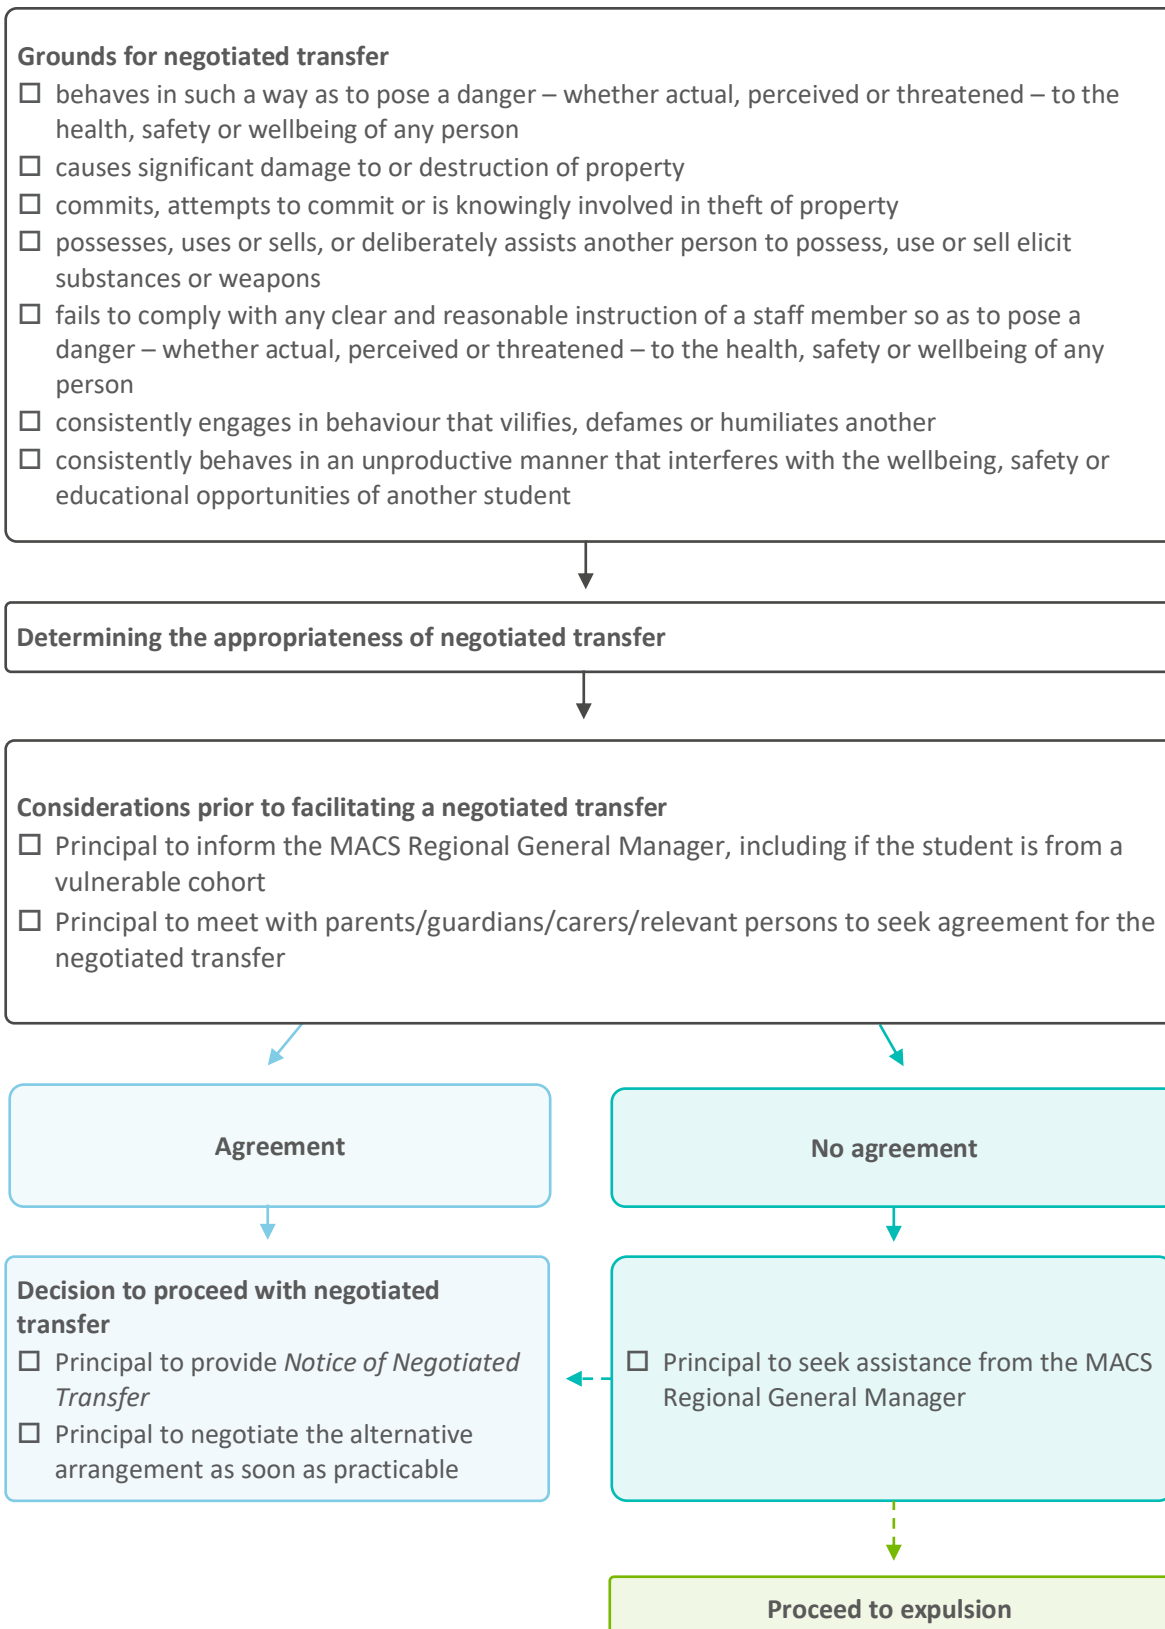 Grounds for negotiated transfer
☐ behaves in such a way as to pose a danger – whether actual, perceived or threatened – to the
health, safety or wellbeing of any person
☐ causes significant damage to or destruction of property
☐ commits, attempts to commit or is knowingly involved in theft of property
☐ possesses, uses or sells, or deliberately assists another person to possess, use or sell elicit
substances or weapons
☐ fails to comply with any clear and reasonable instruction of a staff member so as to pose a
danger – whether actual, perceived or threatened – to the health, safety or wellbeing of any
person
☐ consistently engages in behaviour that vilifies, defames or humiliates another
☐ consistently behaves in an unproductive manner that interferes with the wellbeing, safety or
educational opportunities of another student
Determining the appropriateness of negotiated transfer
Considerations prior to facilitating a negotiated transfer
☐ Principal to inform the MACS Regional General Manager, including if the student is from a
vulnerable cohort
☐ Principal to meet with parents/guardians/carers/relevant persons to seek agreement for the
negotiated transfer
Agreement
No agreement
Decision to proceed with negotiated
transfer
☐ Principal to provide Notice of Negotiated
Transfer
☐ Principal to negotiate the alternative
arrangement as soon as practicable
☐ Principal to seek assistance from the MACS
Regional General Manager
Proceed to expulsion